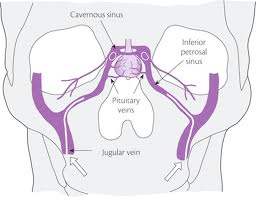 Cavernous sinus
Inferior
petrosal
sinus
Pituitary
veins
Jugular vein